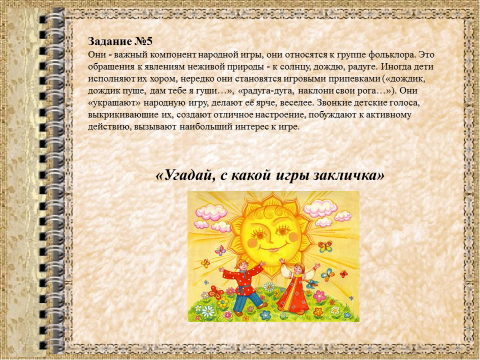 Задание №5
Они - важный компонент народной игры, они относятся к группе фольклора. Это
обращения к явлениям неживой природы - к солнцу, дождю, радуге. Иногда дети
исполняют их хором, нередко они становятся игровыми припевками («дождик,
дождик пуще, дам тебе я гущи…», «радуга-дуга, наклони свои рога…»). Они
«украшают» народную игру, делают её ярче, веселее. Звонкие детские голоса,
выкрикивающие их, создают отличное настроение, побуждают к активному
действию, вызывают наибольший интерес к игре.
«Угадай, с какой игры закличка»